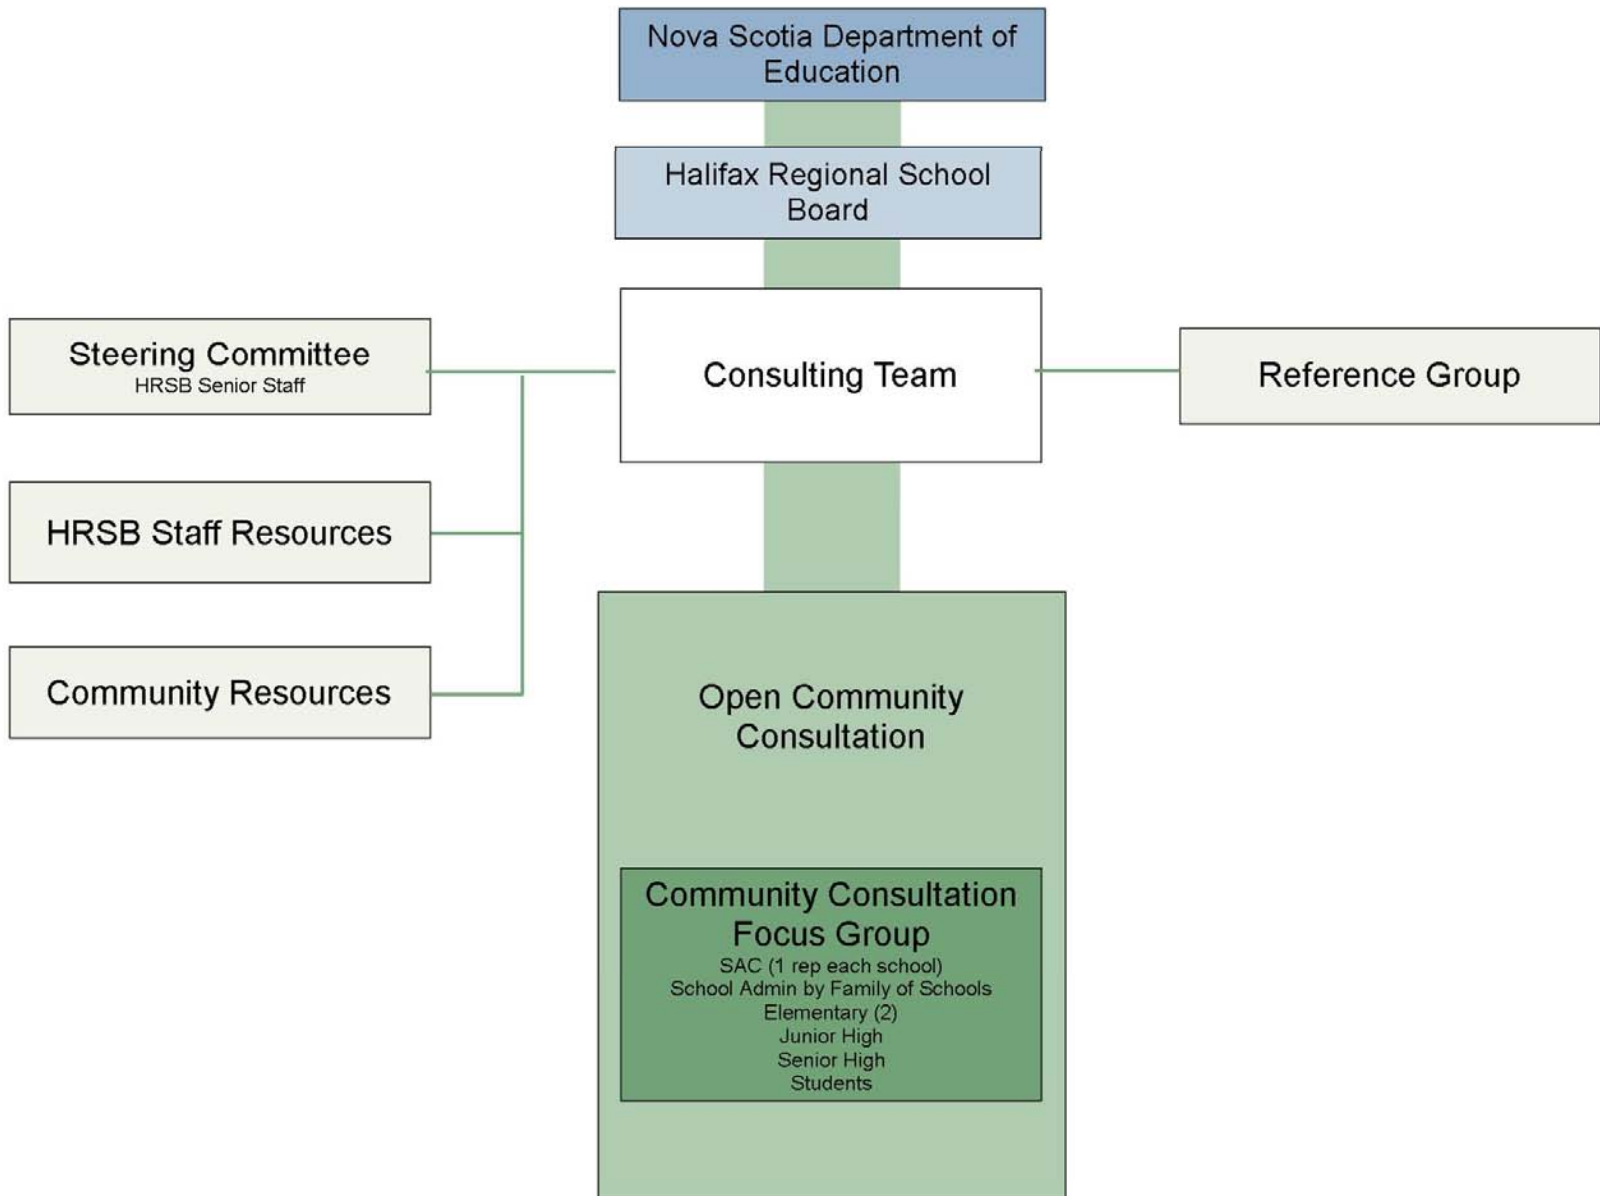 Nova Scotia Department of
Education
Halifax Regional School
Board
Steering Committee
HRSB Senior Staff
Consulting Team
Reference Group
HRSB Staff Resources
Community Resources
Open Community
Consultation
Community Consultation
Focus Group
SAC (1 rep each school)
School Admin by Family of Schools
Elementary (2)
Junior High
Senior High
Students